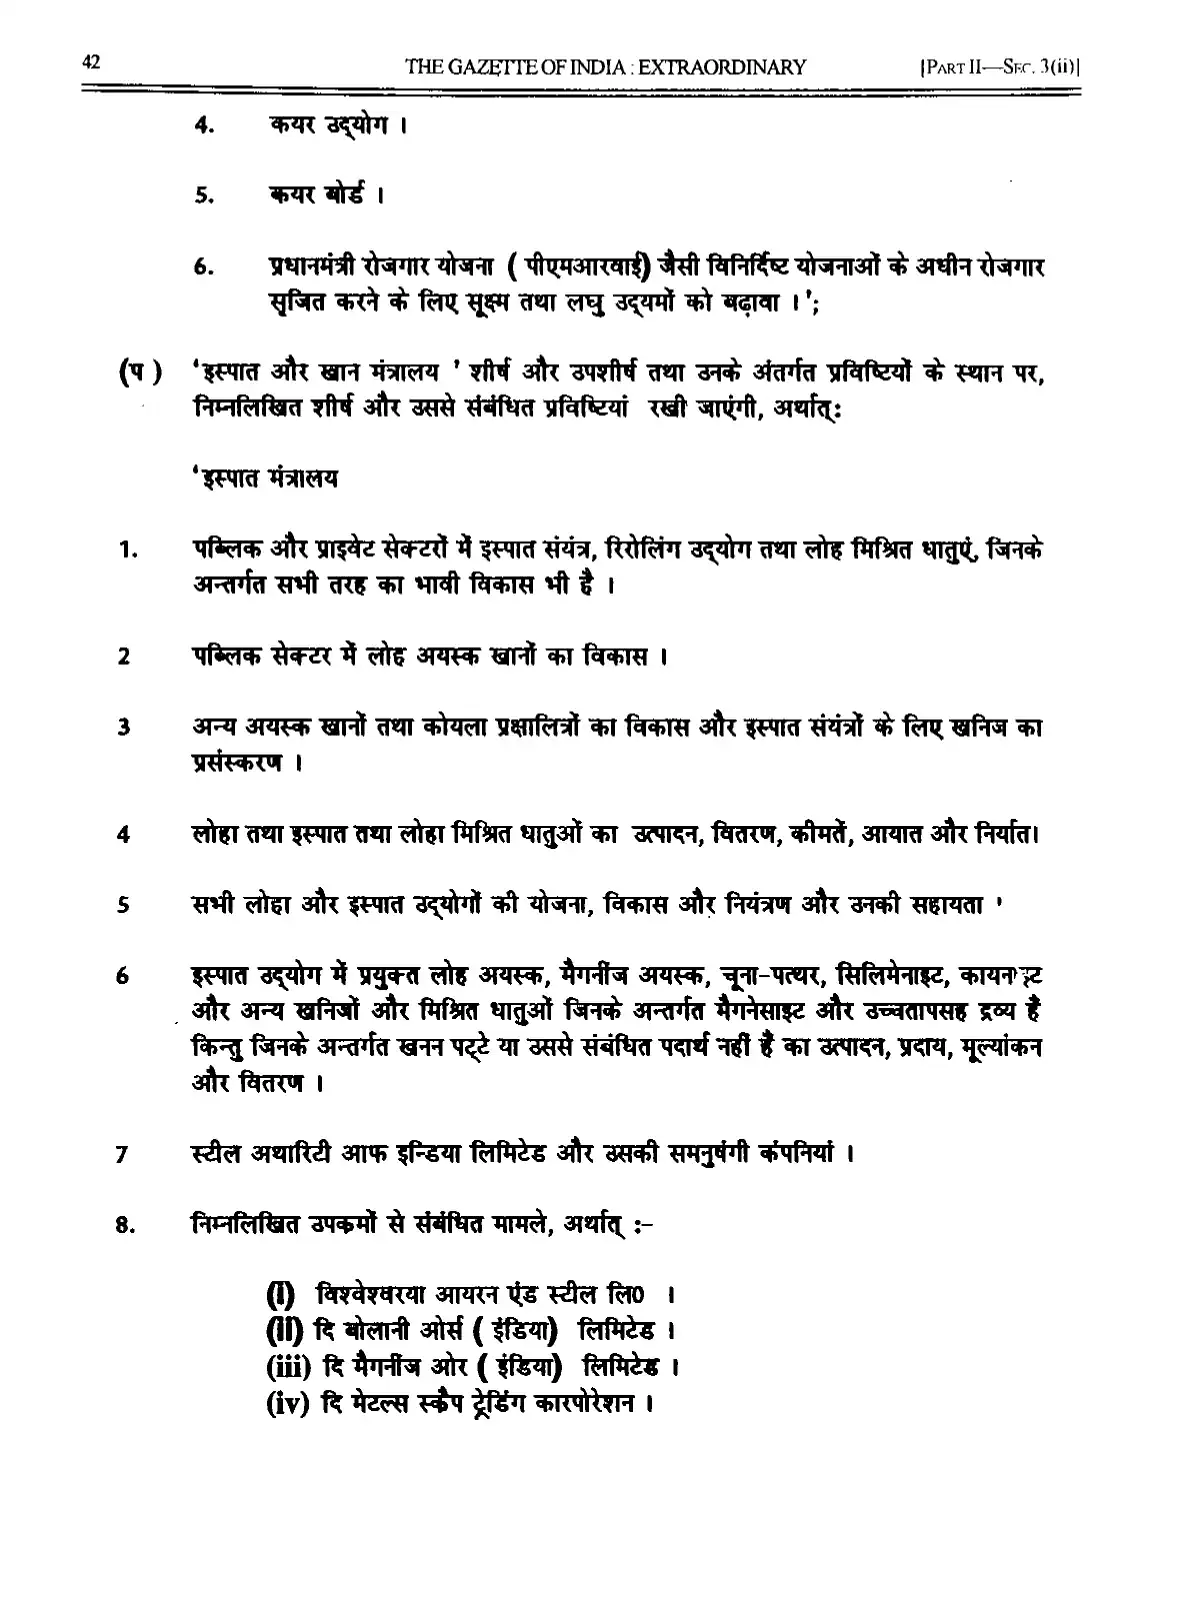 42 THE GAZETTE OF INDIA : EXTRAORDINARY [PART II—SEC. 3(ii)]
4. कयर उद्योग ।
5. कयर बोर्ड ।
6. प्रधानमंत्री रोजगार योजना ( पीएमआरवाई) जैसी विनिर्दिष्ट योजनाओं के अधीन रोजगार
सृजित करने के लिए सूक्ष्म तथा लघु उद्यमों को बढ़ावा ।';
(प ) 'इस्पात और खान मंत्रालय ' शीर्ष और उपशीर्ष तथा उनके अंतर्गत प्रविष्टियों के स्थान पर,
निम्नलिखित शीर्ष और उससे संबंधित प्रविष्टियां रखी जाएंगी, अर्थात्:
'इस्पात मंत्रालय
1. पब्लिक और प्राइवेट सेक्टरों में इस्पात संयंत्र, रिरोलिंग उद्योग तथा लोह मिश्रित धातुएं, जिनके
अन्तर्गत सभी तरह का भावी विकास भी है ।
2 पब्लिक सेक्टर में लोह अयस्क खानों का विकास ।
3 अन्य अयस्क खानों तथा कोयला प्रक्षालित्रों का विकास और इस्पात संयंत्रों के लिए खनिज का
प्रसंस्करण ।
4 लोहा तथा इस्पात तथा लोहा मिश्रित धातुओं का उत्पादन, वितरण, कीमतें, आयात और निर्यात।
5 सभी लोहा और इस्पात उद्योगों की योजना, विकास और नियंत्रण और उनकी सहायता '
6 इस्पात उद्योग में प्रयुक्त लोह अयस्क, मैगनींज अयस्क, चूना-पत्थर, सिलिमेनाइट, कायनाइट
और अन्य खनिजों और मिश्रित धातुओं जिनके अन्तर्गत मैगनेसाइट और उच्चतापसह द्रव्य हैं
किन्तु जिनके अन्तर्गत खनन पट्टे या उससे संबंधित पदार्थ नहीं हैं का उत्पादन, प्रदाय, मूल्यांकन
और वितरण ।
7 स्टील अथारिटी आफ इन्डिया लिमिटेड और उसकी समनुषंगी कंपनियां ।
8. निम्नलिखित उपक्रमों से संबंधित मामले, अर्थात् :-
(i) विश्वेश्वरया आयरन एंड स्टील लि0 ।
(ii) दि बोलानी ओर्स ( इंडिया) लिमिटेड ।
(iii) दि मैगनींज ओर ( इंडिया) लिमिटेड ।
(iv) दि मेटल्स स्क्रैप ट्रेडिंग कारपोरेशन ।